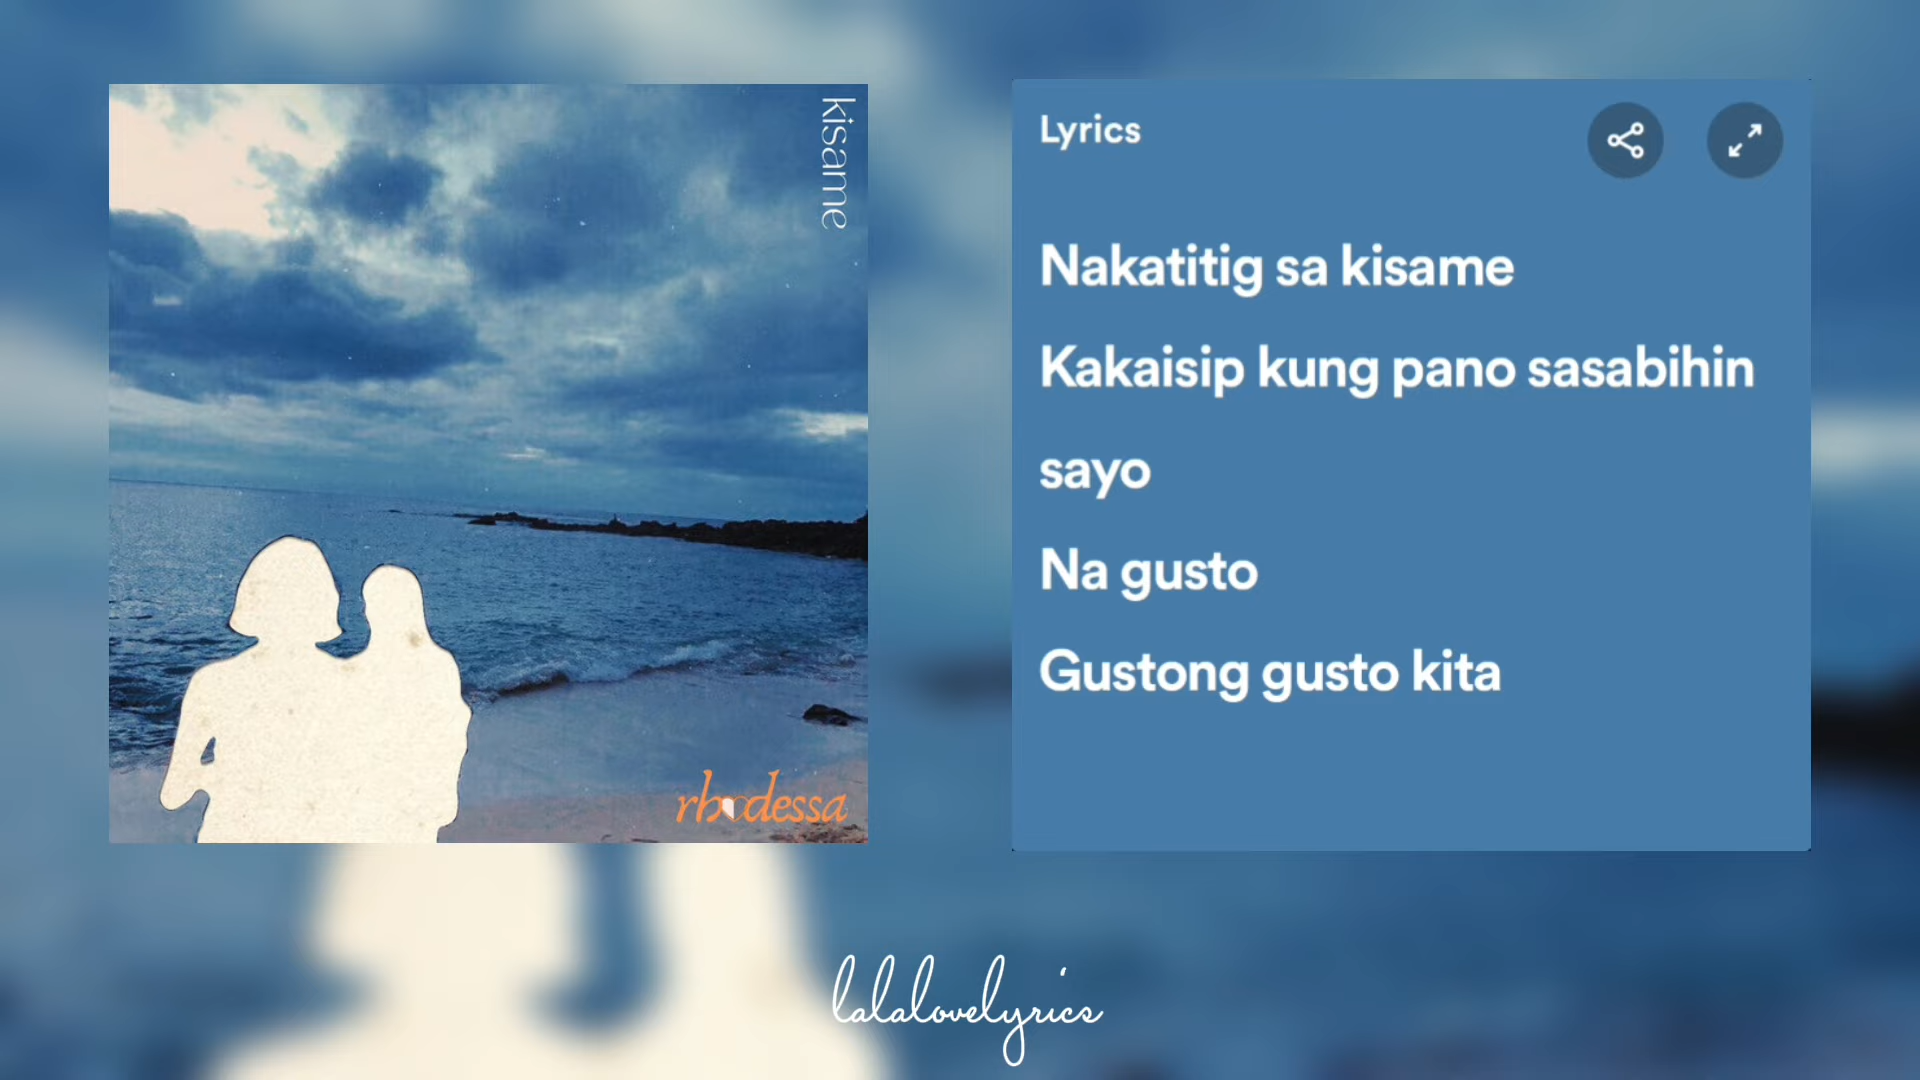 kisame
rhodessa
Lyrics
Nakatitig sa kisame
Kakaisip kung pano sasabihin
sayo
Na gusto
Gustong gusto kita
lalalovelyrics